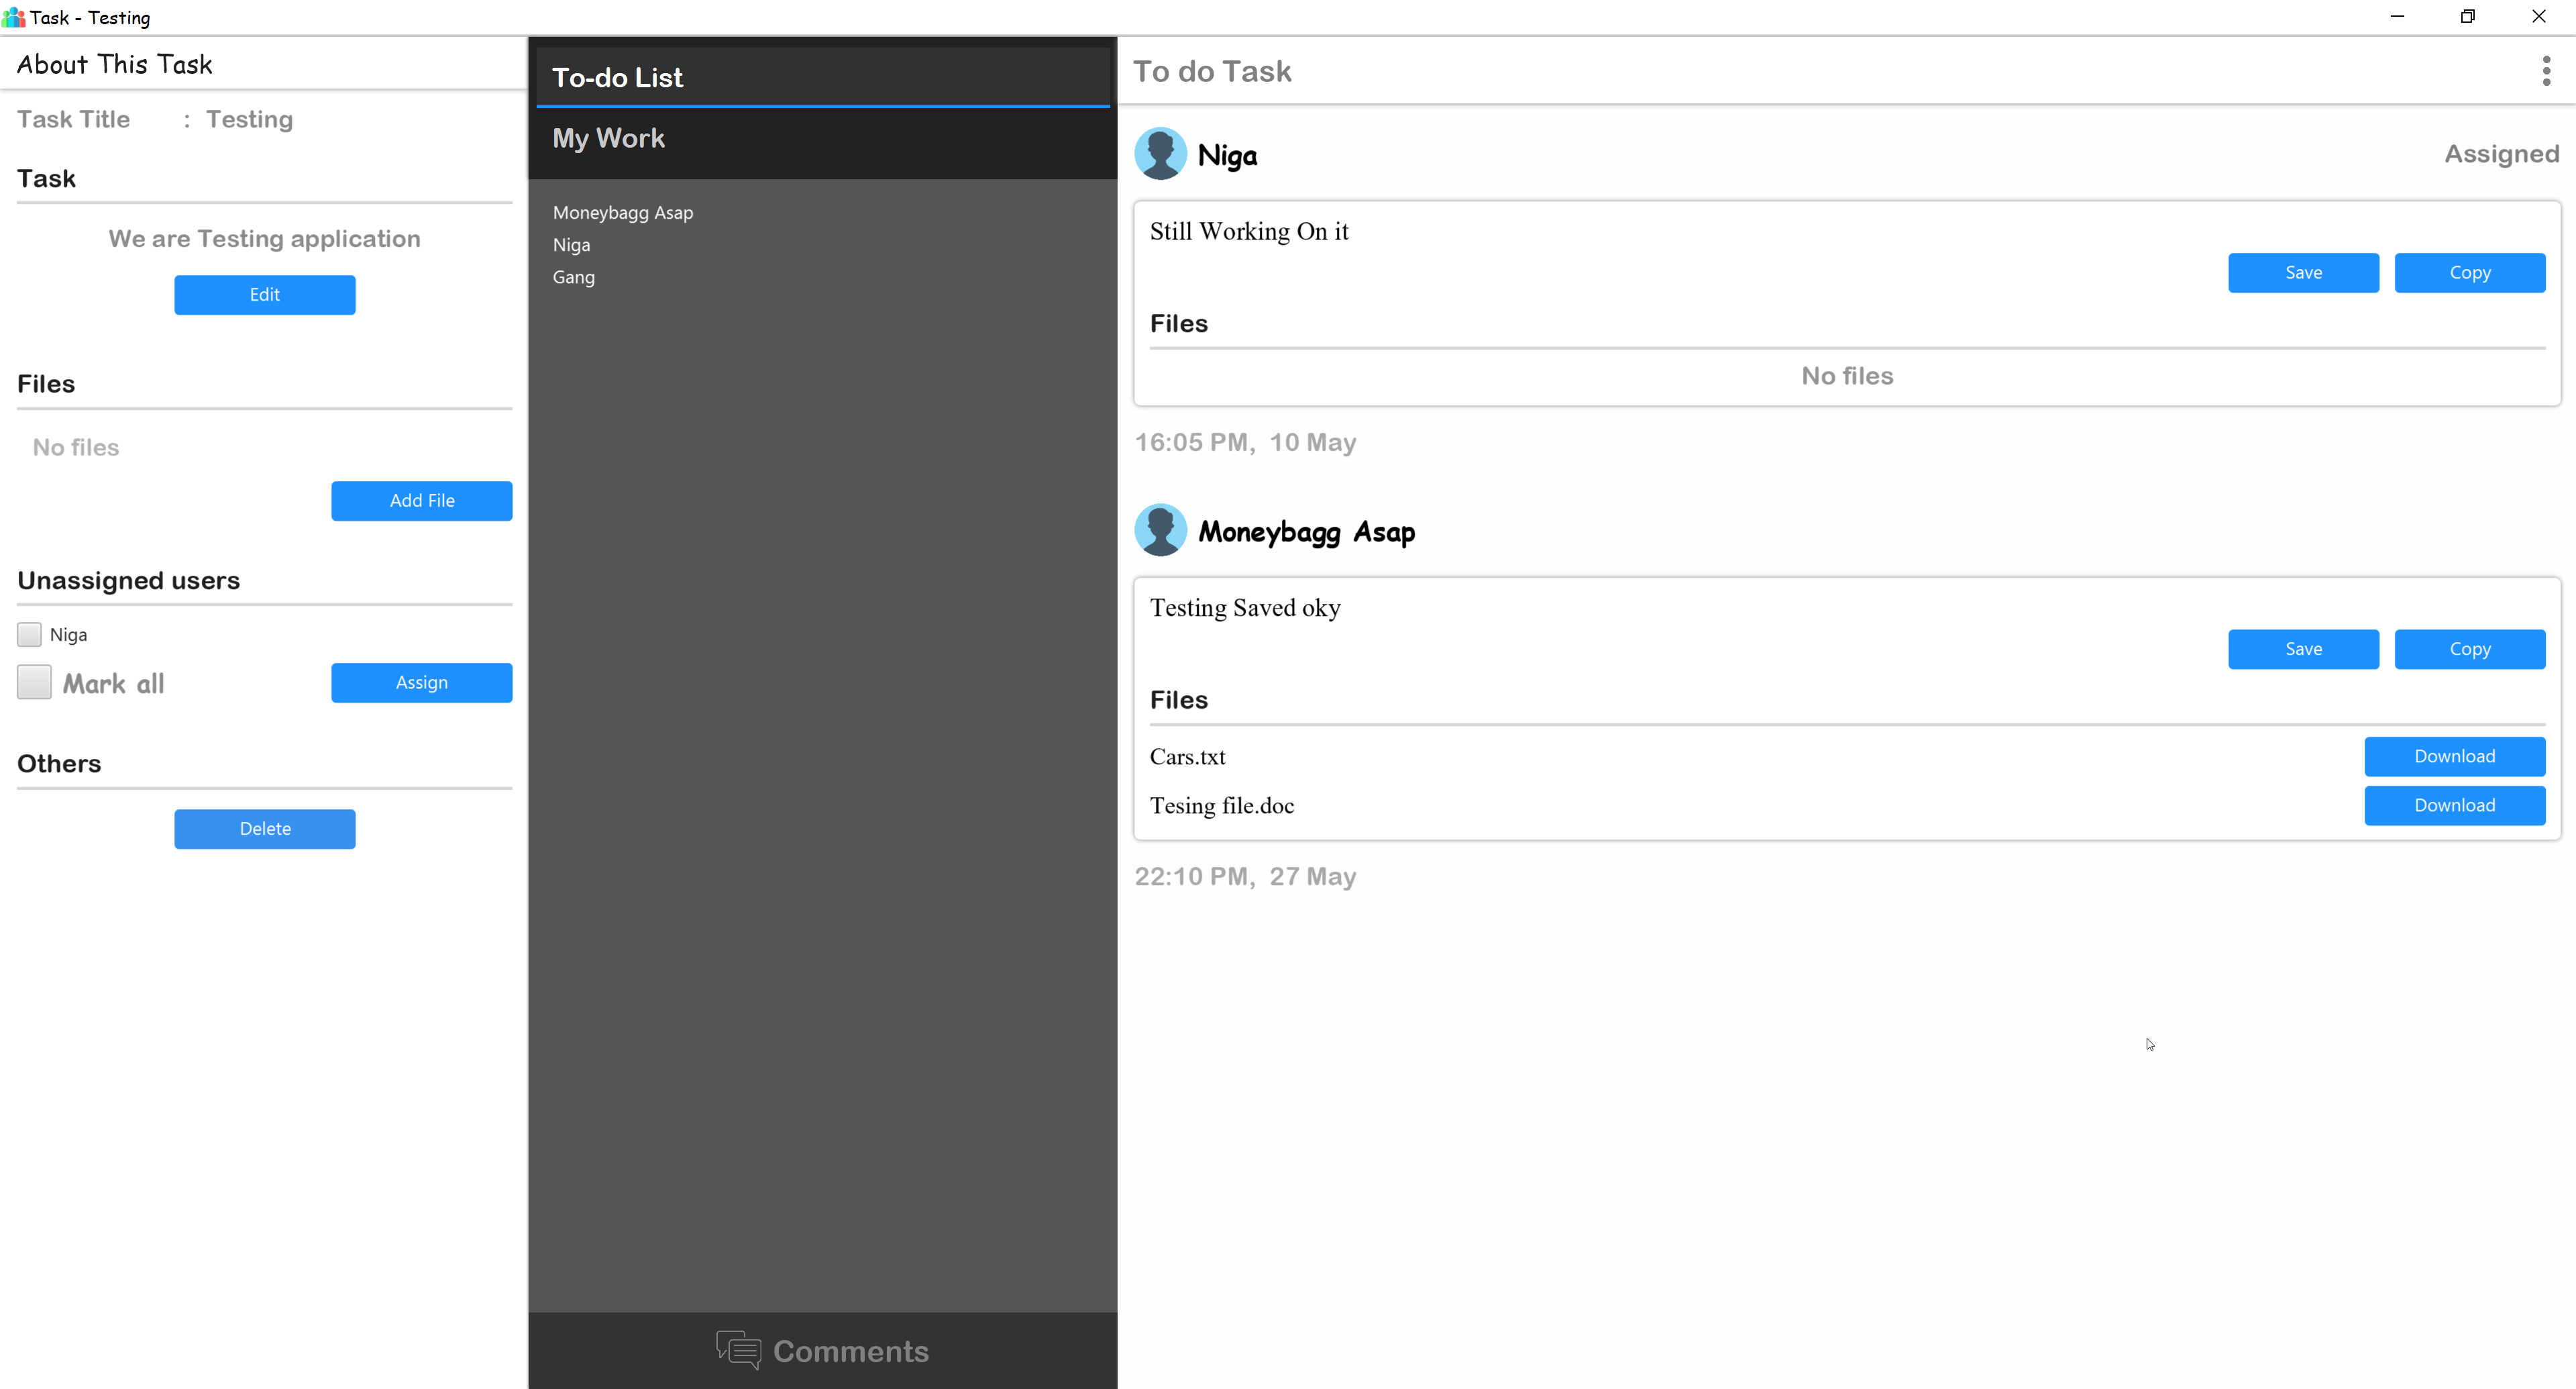 Task - Testing
About This Task
Task Title : Testing
Task
We are Testing application
Edit
Files
No files
Add File
Unassigned users
Niga
Mark all
Assign
Others
Delete
To-do List
My Work
Moneybagg Asap
Niga
Gang
Comments
To do Task
Niga
Assigned
Still Working On it
Save Copy
Files
No files
16:05 PM, 10 May
Moneybagg Asap
Testing Saved oky
Save Copy
Files
Cars.txt Download
Tesing file.doc Download
22:10 PM, 27 May